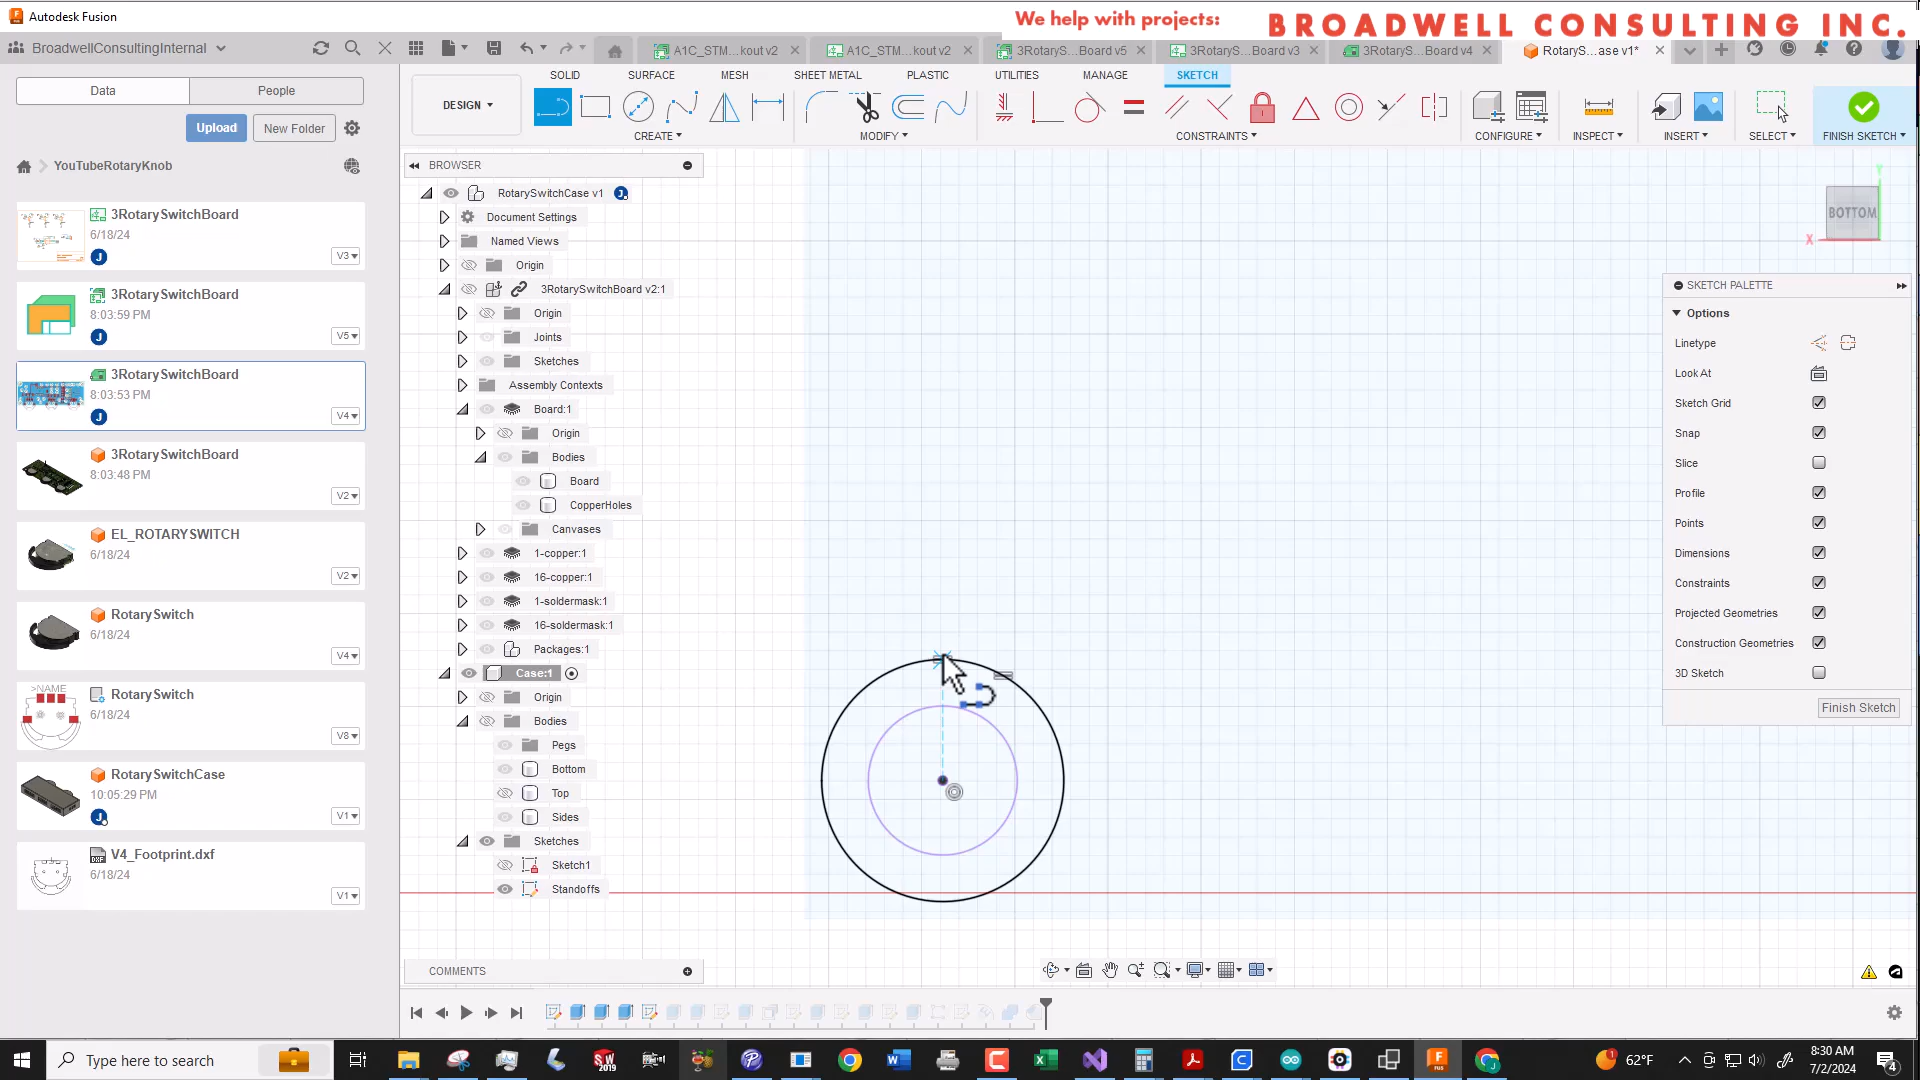 Autodesk Fusion
We help with projects:
BROADWELL CONSULTING INC.
BroadwellConsultingInternal
A1C_STM...kout v2
A1C_STM...kout v2
3RotaryS...Board v5
3RotaryS...Board v3
3RotaryS...Board v4
RotaryS...ase v1*
Data
People
Upload
New Folder
YouTubeRotaryKnob
3RotarySwitchBoard
6/18/24
V3
3RotarySwitchBoard
8:03:59 PM
V5
3RotarySwitchBoard
8:03:53 PM
V4
3RotarySwitchBoard
8:03:48 PM
V2
EL_ROTARYSWITCH
6/18/24
V2
RotarySwitch
6/18/24
V4
>NAME
RotarySwitch
6/18/24
V8
RotarySwitchCase
10:05:29 PM
V1
V4_Footprint.dxf
6/18/24
V1
DESIGN
SOLID
SURFACE
MESH
SHEET METAL
PLASTIC
UTILITIES
MANAGE
SKETCH
CREATE
MODIFY
CONSTRAINTS
CONFIGURE
INSPECT
INSERT
SELECT
FINISH SKETCH
BROWSER
RotarySwitchCase v1
Document Settings
Named Views
Origin
3RotarySwitchBoard v2:1
Origin
Joints
Sketches
Assembly Contexts
Board:1
Origin
Bodies
Board
CopperHoles
Canvases
1-copper:1
16-copper:1
1-soldermask:1
16-soldermask:1
Packages:1
Case:1
Origin
Bodies
Pegs
Bottom
Top
Sides
Sketches
Sketch1
Standoffs
COMMENTS
Y
BOTTOM
X
SKETCH PALETTE
Options
Linetype
Look At
Sketch Grid
Snap
Slice
Profile
Points
Dimensions
Constraints
Projected Geometries
Construction Geometries
3D Sketch
Finish Sketch
Type here to search
62°F
8:30 AM
7/2/2024
4